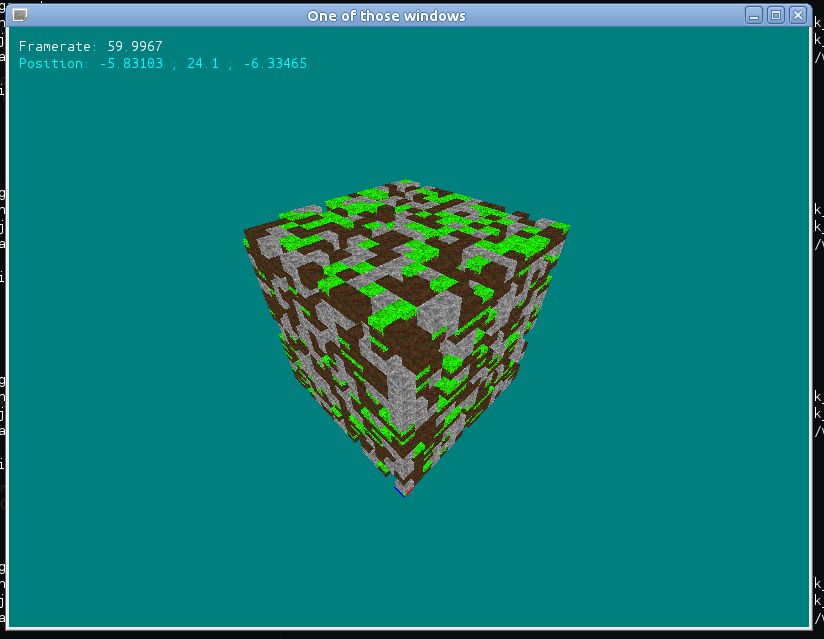 One of those windows
Framerate: 59.9967
Position: -5.83103 ; 24.1 ; -6.33465